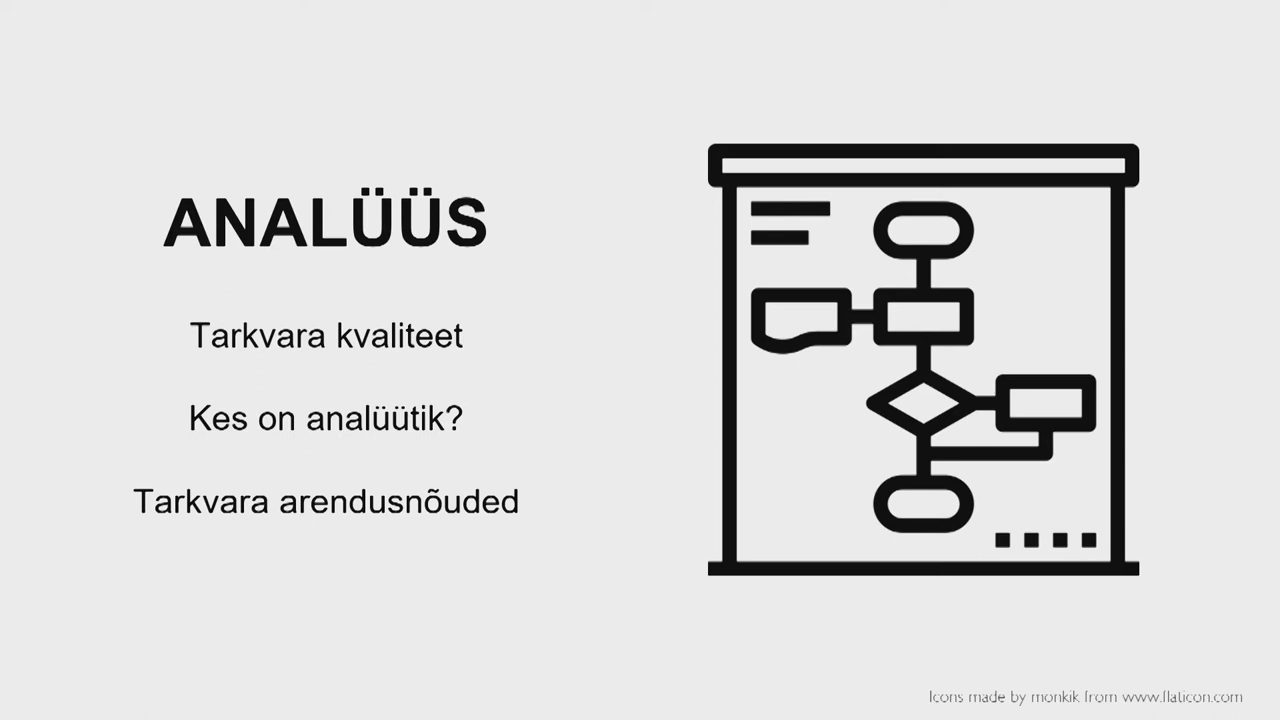 ANALÜÜS
Tarkvara kvaliteet
Kes on analüütik?
Tarkvara arendusnõuded
Icons made by monkik from www.flaticon.com